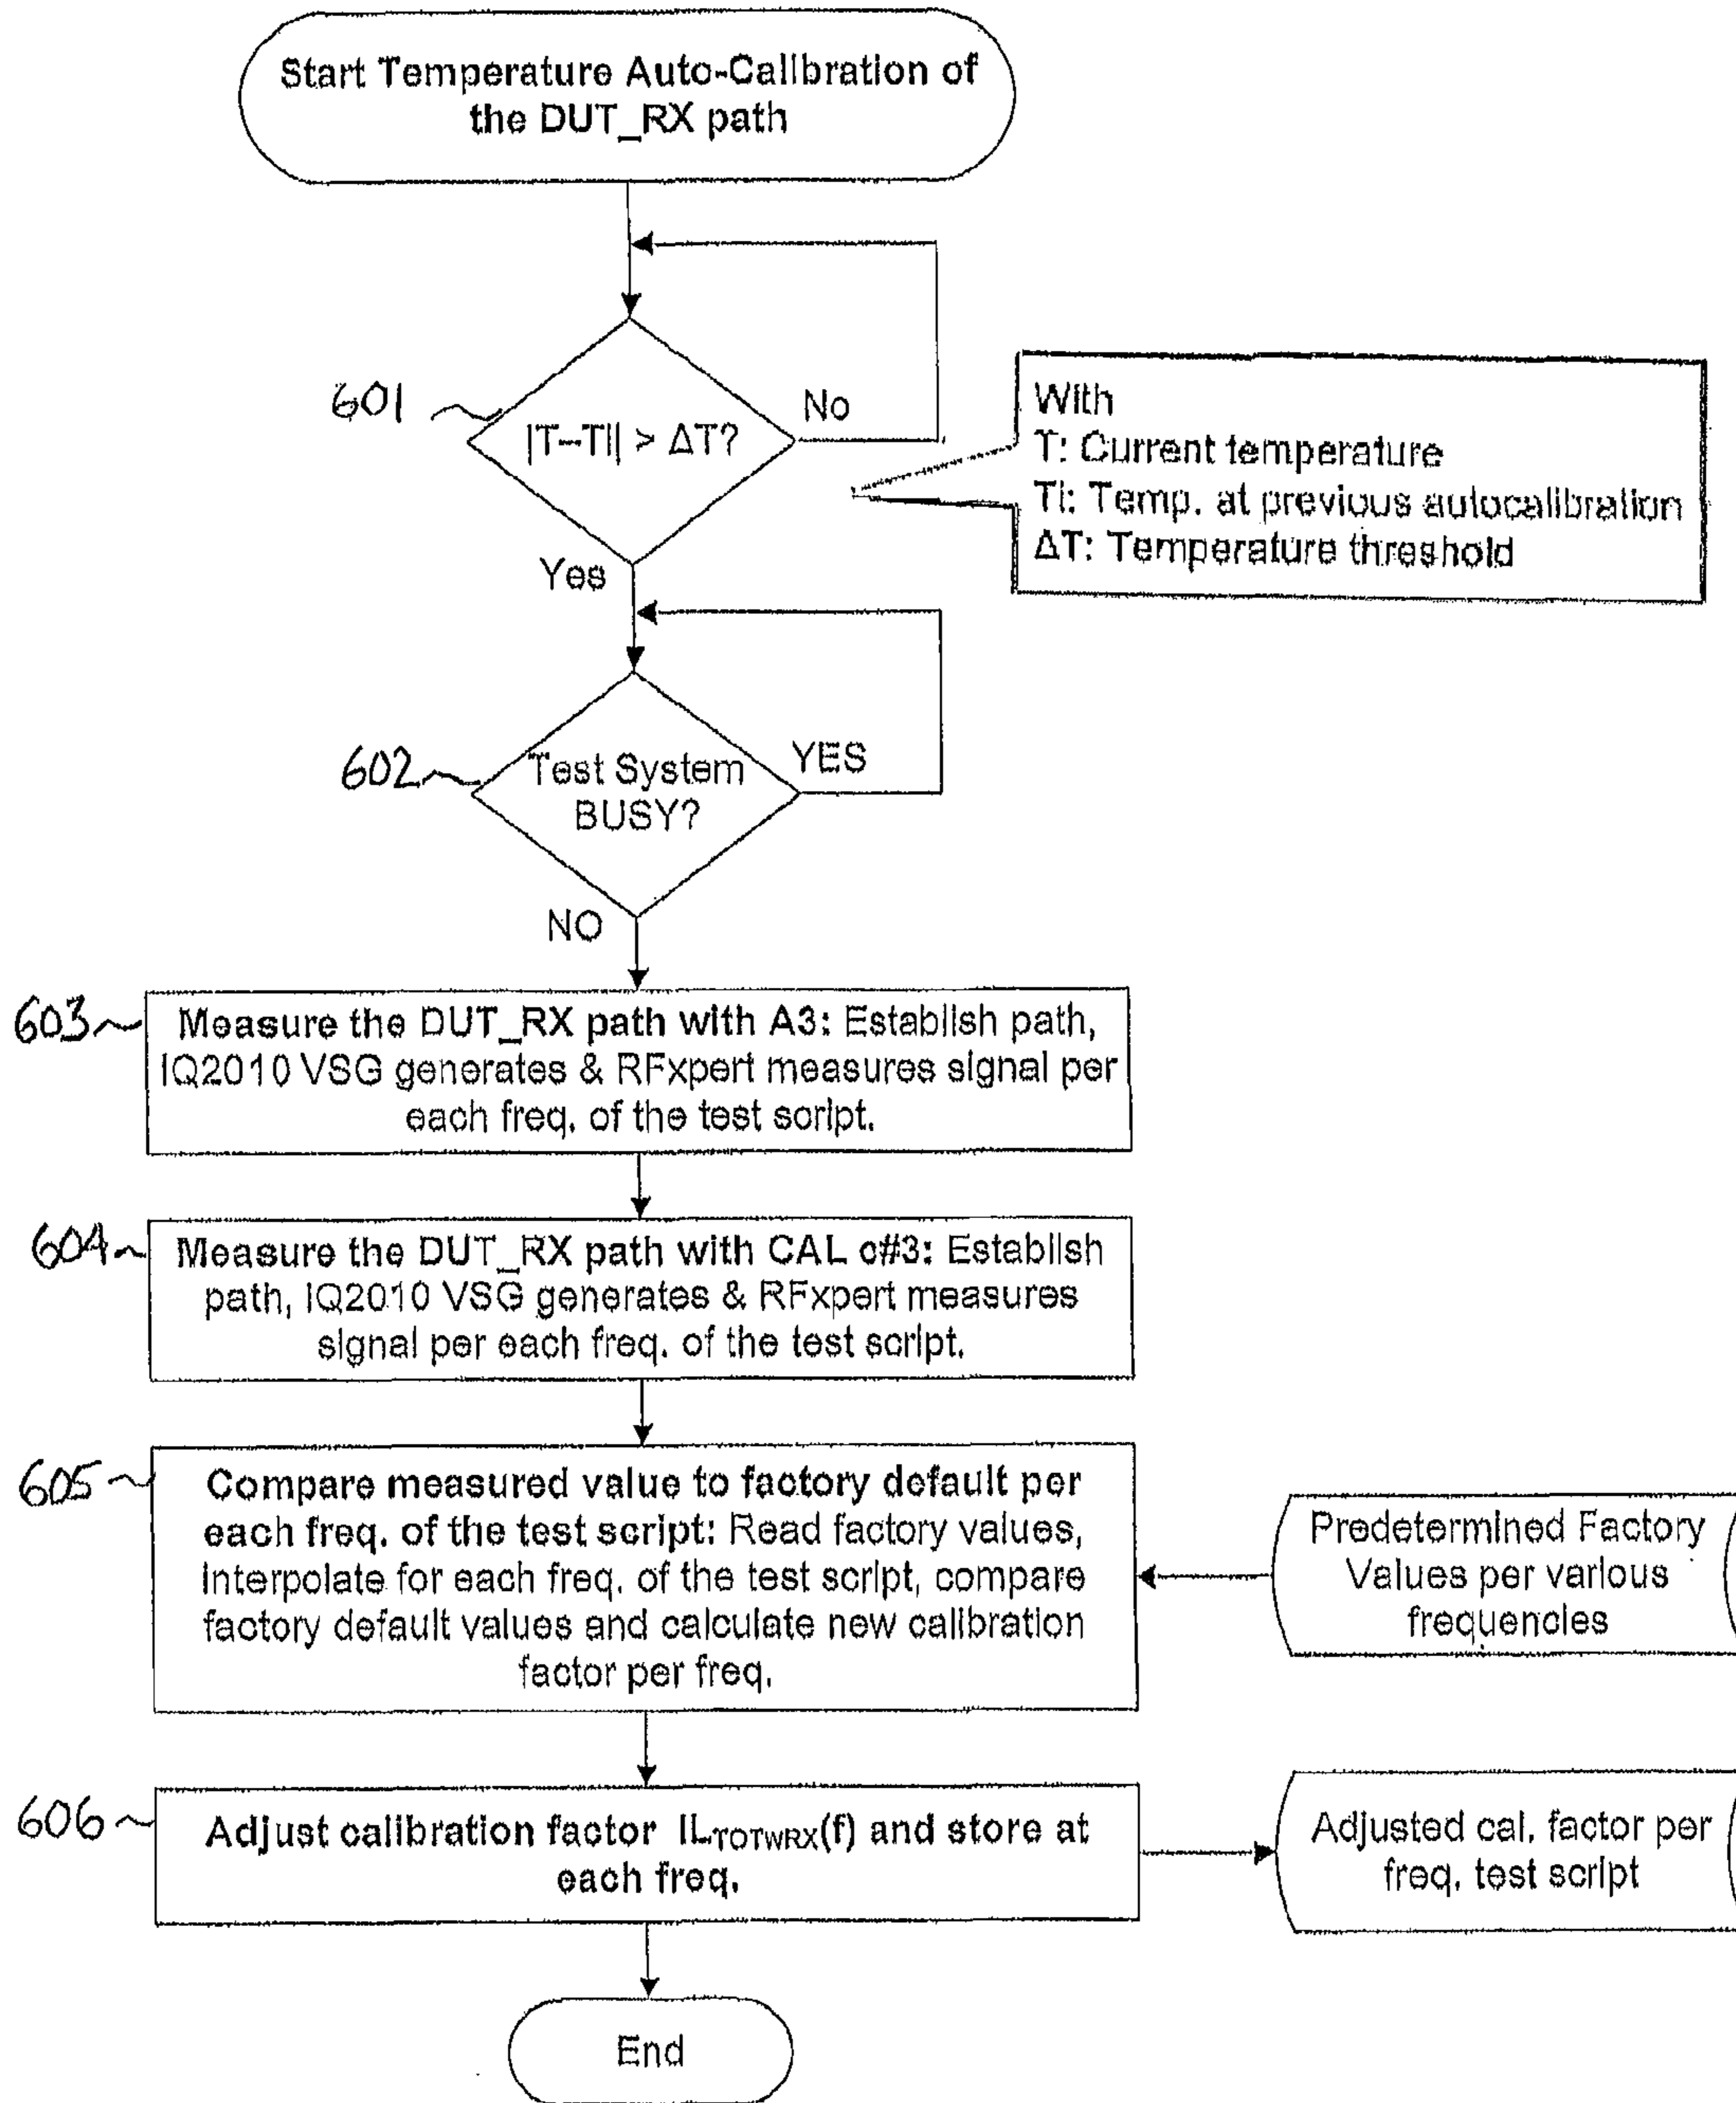 Start Temperature Auto-Calibration of
the DUT_RX path
601
|T-Ti| > ΔT?
No
With
T: Current temperature
Ti: Temp. at previous autocalibration
ΔT: Temperature threshold
Yes
602
Test System
BUSY?
YES
NO
603
Measure the DUT_RX path with A3: Establish path,
IQ2010 VSG generates & RFxpert measures signal per
each freq. of the test script.
604
Measure the DUT_RX path with CAL c#3: Establish
path, IQ2010 VSG generates & RFxpert measures
signal per each freq. of the test script.
605
Compare measured value to factory default per
each freq. of the test script: Read factory values,
interpolate for each freq. of the test script, compare
factory default values and calculate new calibration
factor per freq.
Predetermined Factory
Values per various
frequencies
606
Adjust calibration factor IL_TOTWRX(f) and store at
each freq.
Adjusted cal. factor per
freq. test script
End